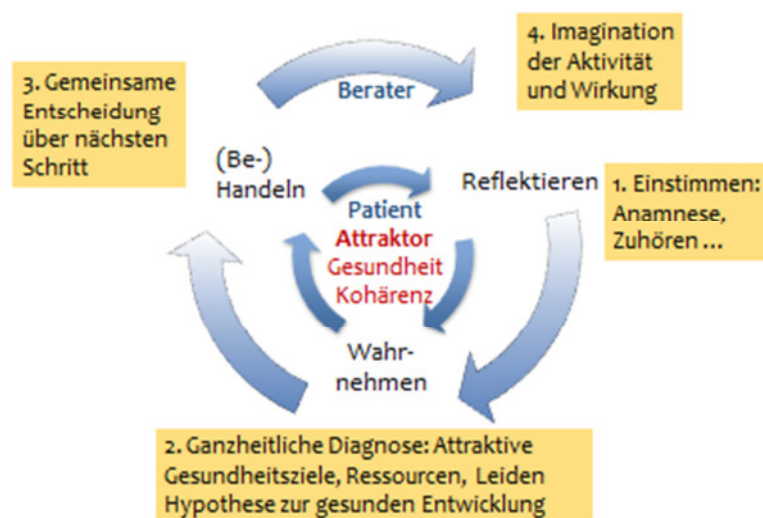 4. Imagination
der Aktivität
und Wirkung
3. Gemeinsame
Entscheidung
über nächsten
Schritt
Berater
(Be-)
Handeln
Reflektieren
1. Einstimmen:
Anamnese,
Zuhören ...
Patient
Attraktor
Gesundheit
Kohärenz
Wahr-
nehmen
2. Ganzheitliche Diagnose: Attraktive
Gesundheitsziele, Ressourcen, Leiden
Hypothese zur gesunden Entwicklung